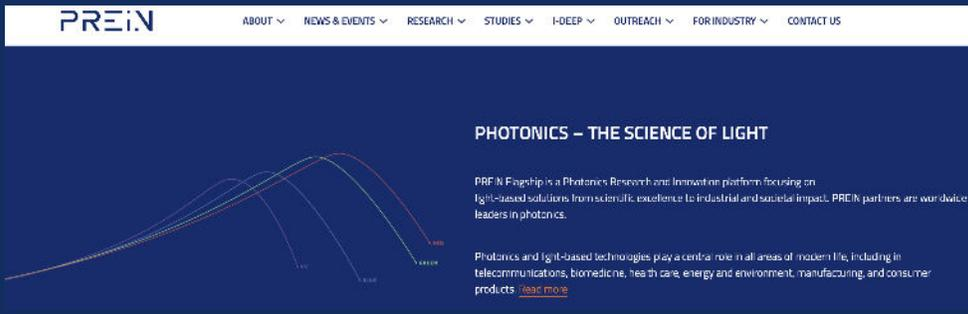 PREIN
ABOUT NEWS & EVENTS RESEARCH STUDIES I-DEEP OUTREACH FOR INDUSTRY CONTACT US
PHOTONICS – THE SCIENCE OF LIGHT
PREIN Flagship is a Photonics Research and Innovation platform focusing on
light-based solutions from scientific excellence to industrial and societal impact. PREIN partners are worldwide
leaders in photonics.
RED
GREEN
UV
BLUE
Photonics and light-based technologies play a central role in all areas of modern life, including in
telecommunications, biomedicine, health care, energy and environment, manufacturing, and consumer
products. Read more